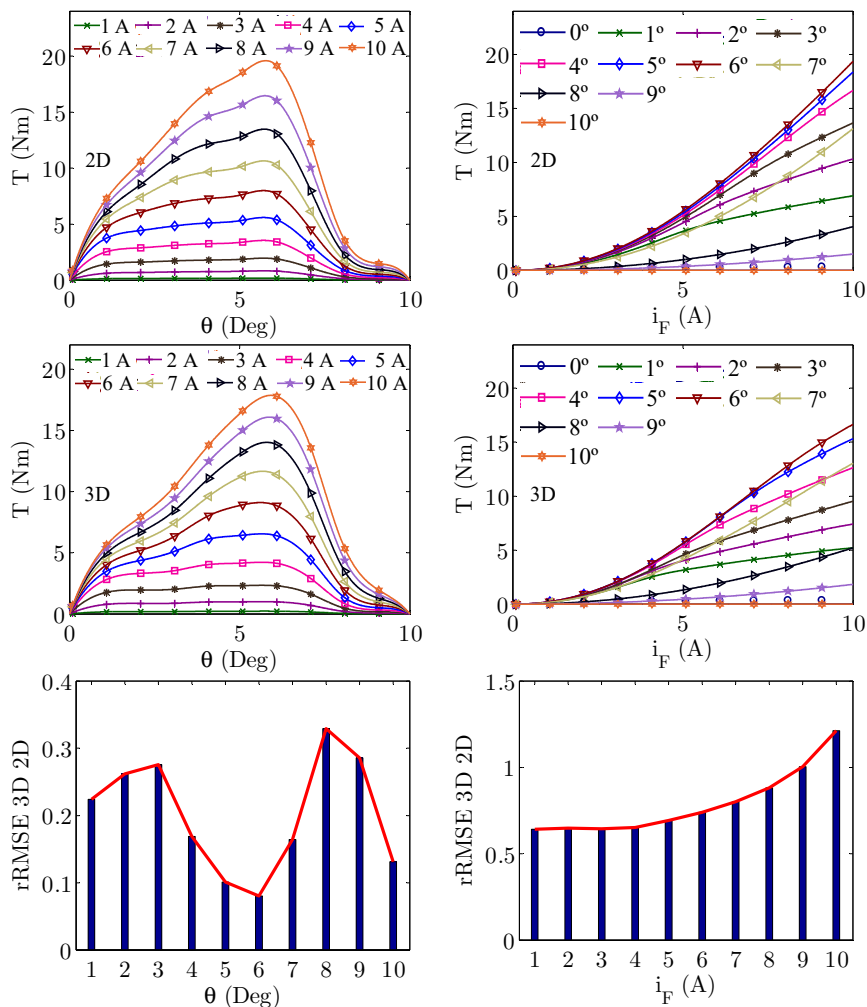 1 A 2 A 3 A 4 A 5 A
6 A 7 A 8 A 9 A 10 A
20
15
10
5
0
T (Nm)
2D
0 5 10
θ (Deg)
0º 1º 2º 3º
4º 5º 6º 7º
8º 9º
10º
20
15
10
5
0
T (Nm)
2D
0 5 10
i_F (A)
1 A 2 A 3 A 4 A 5 A
6 A 7 A 8 A 9 A 10 A
20
15
10
5
0
T (Nm)
3D
0 5 10
θ (Deg)
0º 1º 2º 3º
4º 5º 6º 7º
8º 9º
10º
20
15
10
5
0
T (Nm)
3D
0 5 10
i_F (A)
0.4
0.3
0.2
0.1
0
rRMSE 3D 2D
1 2 3 4 5 6 7 8 9 10
θ (Deg)
1.5
1
0.5
0
rRMSE 3D 2D
1 2 3 4 5 6 7 8 9 10
i_F (A)